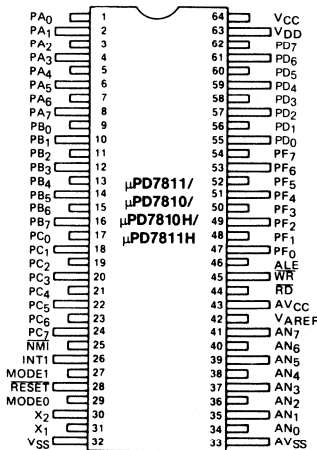 PA0 1 64 VCC
PA1 2 63 VDD
PA2 3 62 PD7
PA3 4 61 PD6
PA4 5 60 PD5
PA5 6 59 PD4
PA6 7 58 PD3
PA7 8 57 PD2
PB0 9 56 PD1
PB1 10 55 PD0
PB2 11 54 PF7
PB3 12 53 PF6
PB4 13 µPD7811/ 52 PF5
PB5 14 µPD7810/ 51 PF4
PB6 15 µPD7810H/ 50 PF3
PB7 16 µPD7811H 49 PF2
PC0 17 48 PF1
PC1 18 47 PF0
PC2 19 46 ALE
PC3 20 45 WR
PC4 21 44 RD
PC5 22 43 AVCC
PC6 23 42 VAREF
PC7 24 41 AN7
NMI 25 40 AN6
INT1 26 39 AN5
MODE1 27 38 AN4
RESET 28 37 AN3
MODE0 29 36 AN2
X2 30 35 AN1
X1 31 34 AN0
VSS 32 33 AVSS